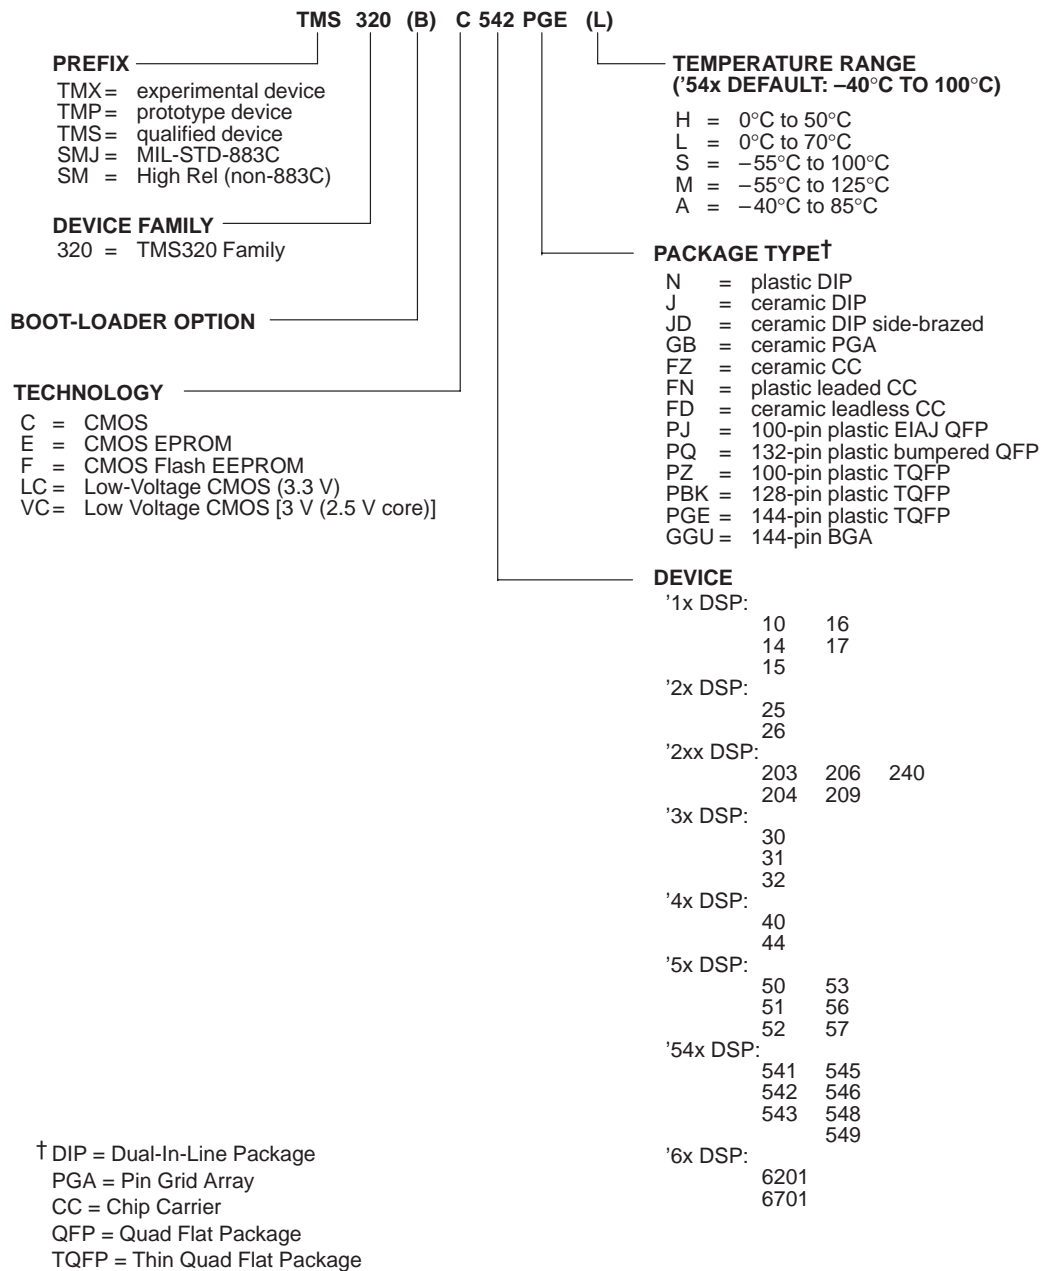 TMS 320 (B) C 542 PGE (L)
PREFIX
TMX = experimental device
TMP = prototype device
TMS = qualified device
SMJ = MIL-STD-883C
SM = High Rel (non-883C)
DEVICE FAMILY
320 = TMS320 Family
BOOT-LOADER OPTION
TECHNOLOGY
C = CMOS
E = CMOS EPROM
F = CMOS Flash EEPROM
LC = Low-Voltage CMOS (3.3 V)
VC = Low Voltage CMOS [3 V (2.5 V core)]
TEMPERATURE RANGE
(’54x DEFAULT: –40°C TO 100°C)
H = 0°C to 50°C
L = 0°C to 70°C
S = –55°C to 100°C
M = –55°C to 125°C
A = –40°C to 85°C
PACKAGE TYPE†
N = plastic DIP
J = ceramic DIP
JD = ceramic DIP side-brazed
GB = ceramic PGA
FZ = ceramic CC
FN = plastic leaded CC
FD = ceramic leadless CC
PJ = 100-pin plastic EIAJ QFP
PQ = 132-pin plastic bumpered QFP
PZ = 100-pin plastic TQFP
PBK = 128-pin plastic TQFP
PGE = 144-pin plastic TQFP
GGU = 144-pin BGA
DEVICE
’1x DSP:
10 16
14 17
15
’2x DSP:
25
26
’2xx DSP:
203 206 240
204 209
’3x DSP:
30
31
32
’4x DSP:
40
44
’5x DSP:
50 53
51 56
52 57
’54x DSP:
541 545
542 546
543 548
549
’6x DSP:
6201
6701
† DIP = Dual-In-Line Package
PGA = Pin Grid Array
CC = Chip Carrier
QFP = Quad Flat Package
TQFP = Thin Quad Flat Package